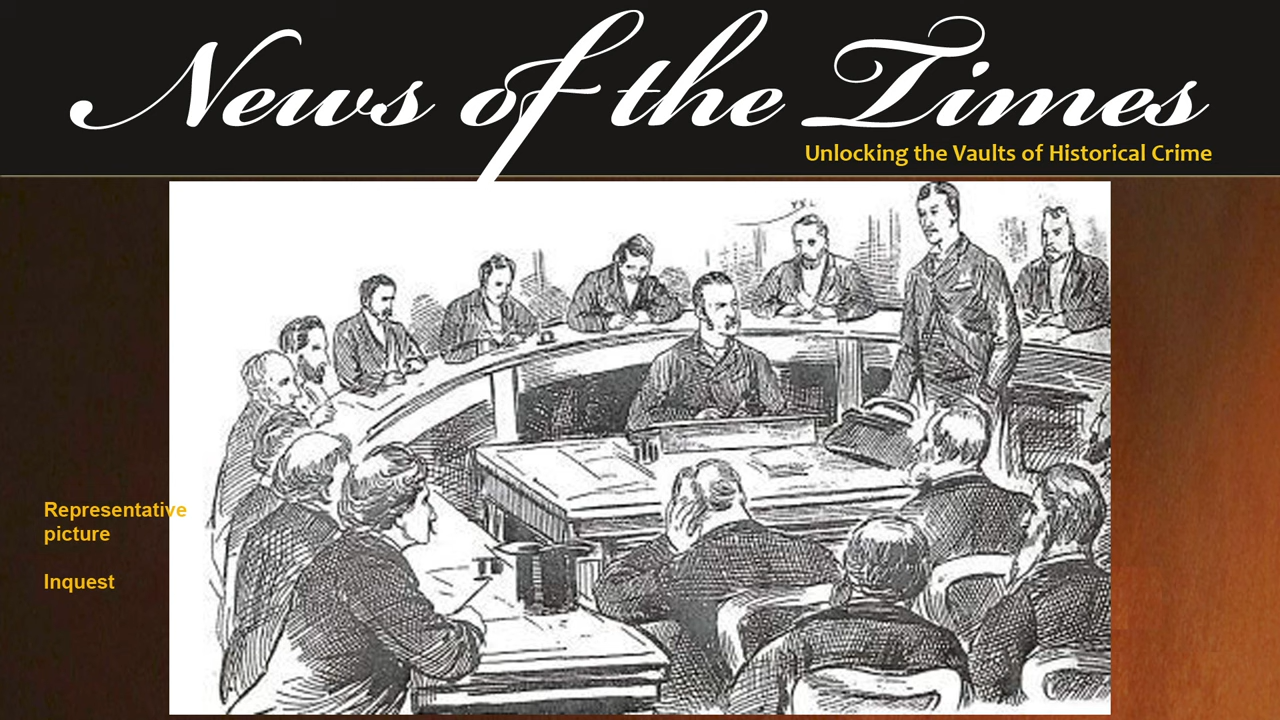 News of the Times
Unlocking the Vaults of Historical Crime
Representative
picture
Inquest